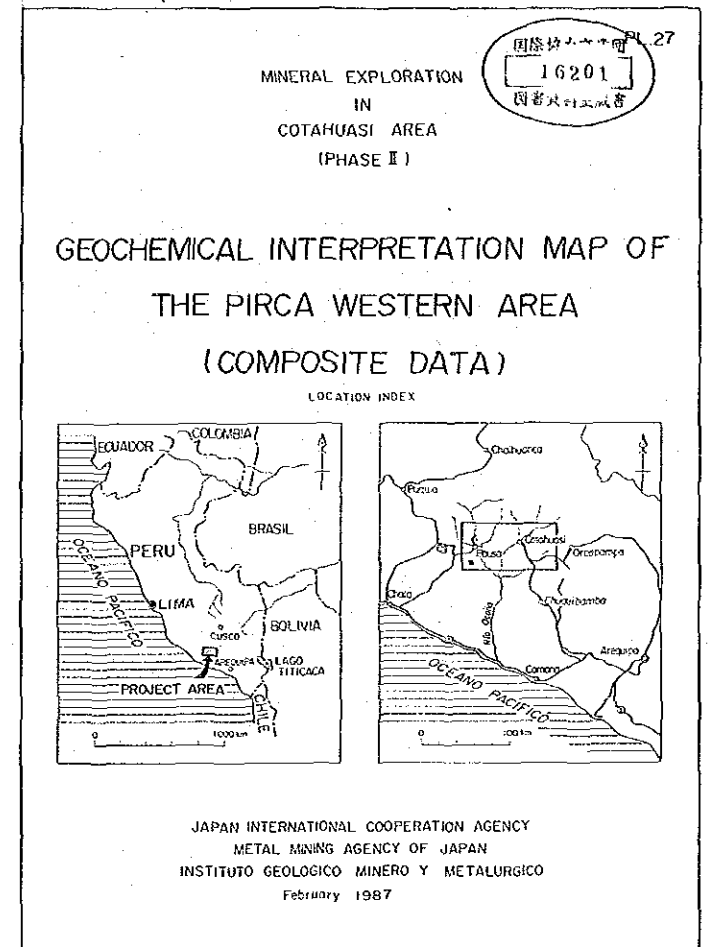 PL.27
16201
MINERAL EXPLORATION
IN
COTAHUASI AREA
(PHASE Ⅱ)
GEOCHEMICAL INTERPRETATION MAP OF
THE PIRCA WESTERN AREA
(COMPOSITE DATA)
LOCATION INDEX
COLOMBIA
ECUADOR
BRASIL
PERU
OCEANO PACIFICO
LIMA
BOLIVIA
CUSCO
AREQUIPA
LAGO
TITICACA
PROJECT AREA
CHILE
0 1000km
Chalhuanca
Puquio
Cotahuasi
Pausa
Orcopampa
Chala
Chuquibamba
Río Ocoña
Arequipa
Camana
OCEANO PACIFICO
0 100km
JAPAN INTERNATIONAL COOPERATION AGENCY
METAL MINING AGENCY OF JAPAN
INSTITUTO GEOLOGICO MINERO Y METALURGICO
February 1987